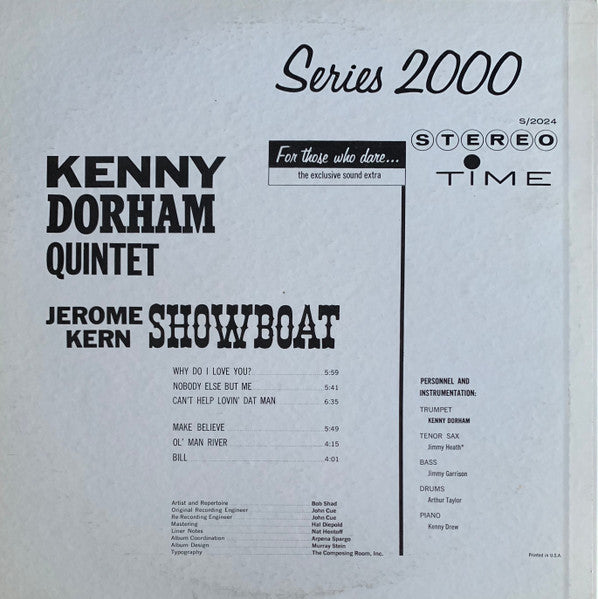 Series 2000
S/2024
STEREO
TIME
For those who dare...
the exclusive sound extra
KENNY
DORHAM
QUINTET
JEROME
KERN SHOWBOAT
WHY DO I LOVE YOU? 5:59
NOBODY ELSE BUT ME 5:41
CAN'T HELP LOVIN' DAT MAN 6:35
MAKE BELIEVE 5:49
OL' MAN RIVER 4:15
BILL 4:01
Artist and Repertoire Bob Shad
Original Recording Engineer John Cue
Re-Recording Engineer John Cue
Mastering Hal Diepold
Liner Notes Nat Hentoff
Album Coordination Arpena Spargo
Album Design Murray Stein
Typography The Composing Room, Inc.
PERSONNEL AND
INSTRUMENTATION:
TRUMPET
KENNY DORHAM
TENOR SAX
Jimmy Heath*
BASS
Jimmy Garrison
DRUMS
Arthur Taylor
PIANO
Kenny Drew
Printed in U.S.A.